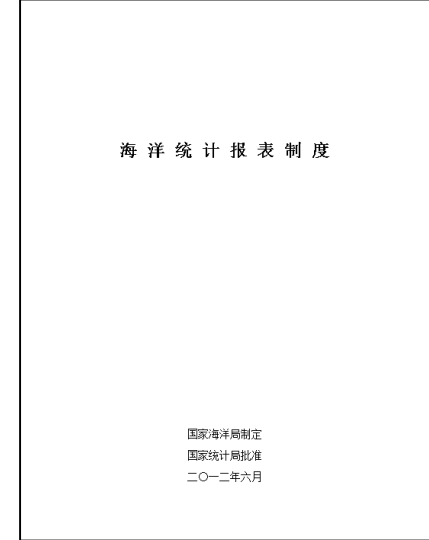 海洋统计报表制度
国家海洋局制定
国家统计局批准
二〇一二年六月